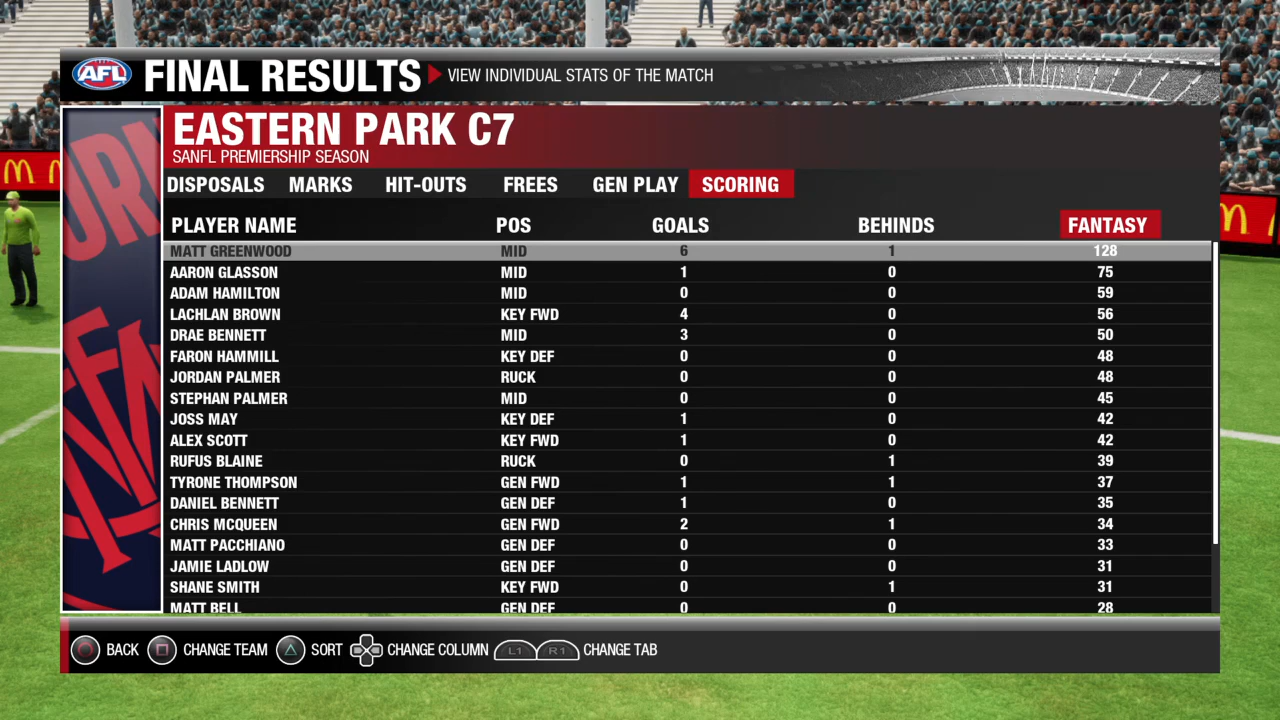 AFL FINAL RESULTS VIEW INDIVIDUAL STATS OF THE MATCH
EASTERN PARK C7
SANFL PREMIERSHIP SEASON
DISPOSALS MARKS HIT-OUTS FREES GEN PLAY SCORING
PLAYER NAME POS GOALS BEHINDS FANTASY
MATT GREENWOOD MID 6 1 128
AARON GLASSON MID 1 0 75
ADAM HAMILTON MID 0 0 59
LACHLAN BROWN KEY FWD 4 0 56
DRAE BENNETT MID 3 0 50
FARON HAMMILL KEY DEF 0 0 48
JORDAN PALMER RUCK 0 0 48
STEPHAN PALMER MID 0 0 45
JOSS MAY KEY DEF 1 0 42
ALEX SCOTT KEY FWD 1 0 42
RUFUS BLAINE RUCK 0 1 39
TYRONE THOMPSON GEN FWD 1 1 37
DANIEL BENNETT GEN DEF 1 0 35
CHRIS MCQUEEN GEN FWD 2 1 34
MATT PACCHIANO GEN DEF 0 0 33
JAMIE LADLOW GEN DEF 0 0 31
SHANE SMITH KEY FWD 0 1 31
MATT BELL GEN DEF 0 0 28
BACK CHANGE TEAM SORT CHANGE COLUMN L1 R1 CHANGE TAB